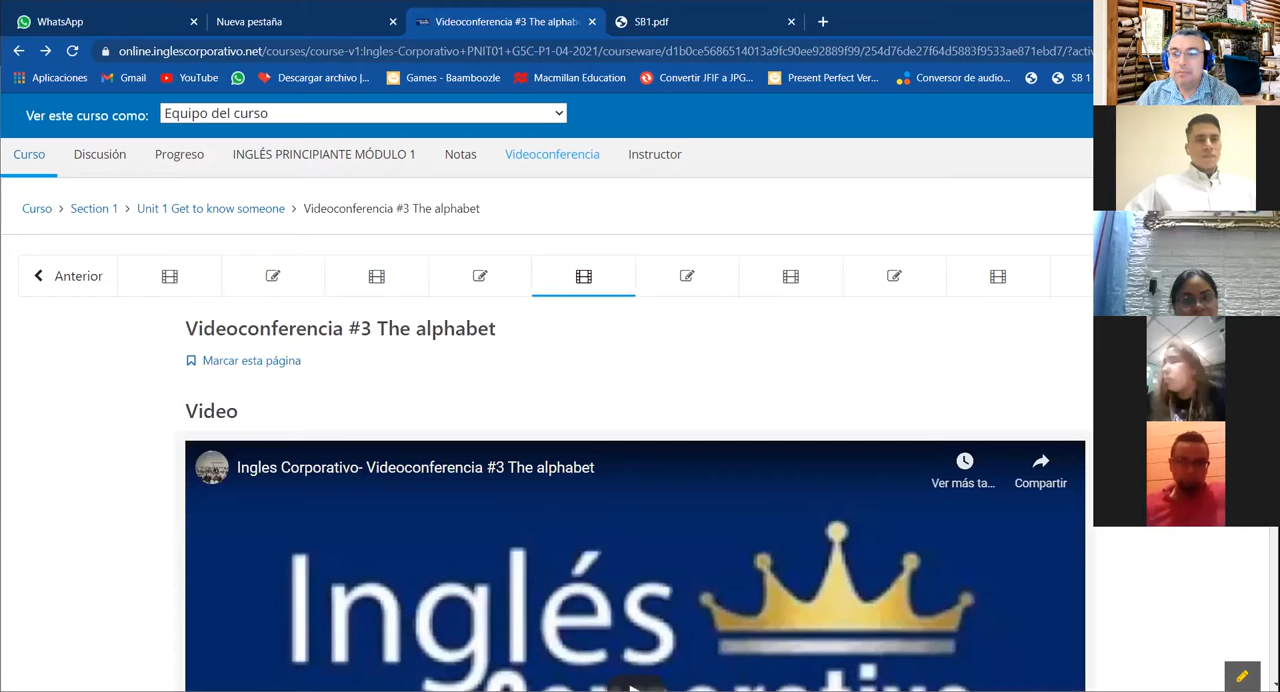 WhatsApp
Nueva pestaña
Videoconferencia #3 The alphab
SB1.pdf
online.inglescorporativo.net/courses/course-v1:Ingles-Corativo+PNIT01+G5C-P1-04-2021/courseware/
Aplicaciones
Gmail
YouTube
Descargar archivo |...
Games - Baamboozle
Macmillan Education
Convertir JFIF a JPG...
Present Perfect Ver...
Conversor de audio...
SB 1
Ver este curso como:
Equipo del curso
Curso
Discusión
Progreso
INGLÉS PRINCIPIANTE MÓDULO 1
Notas
Videoconferencia
Instructor
Curso > Section 1 > Unit 1 Get to know someone > Videoconferencia #3 The alphabet
Anterior
Videoconferencia #3 The alphabet
Marcar esta página
Video
Ingles Corporativo- Videoconferencia #3 The alphabet
Ver más ta...
Compartir
Inglés